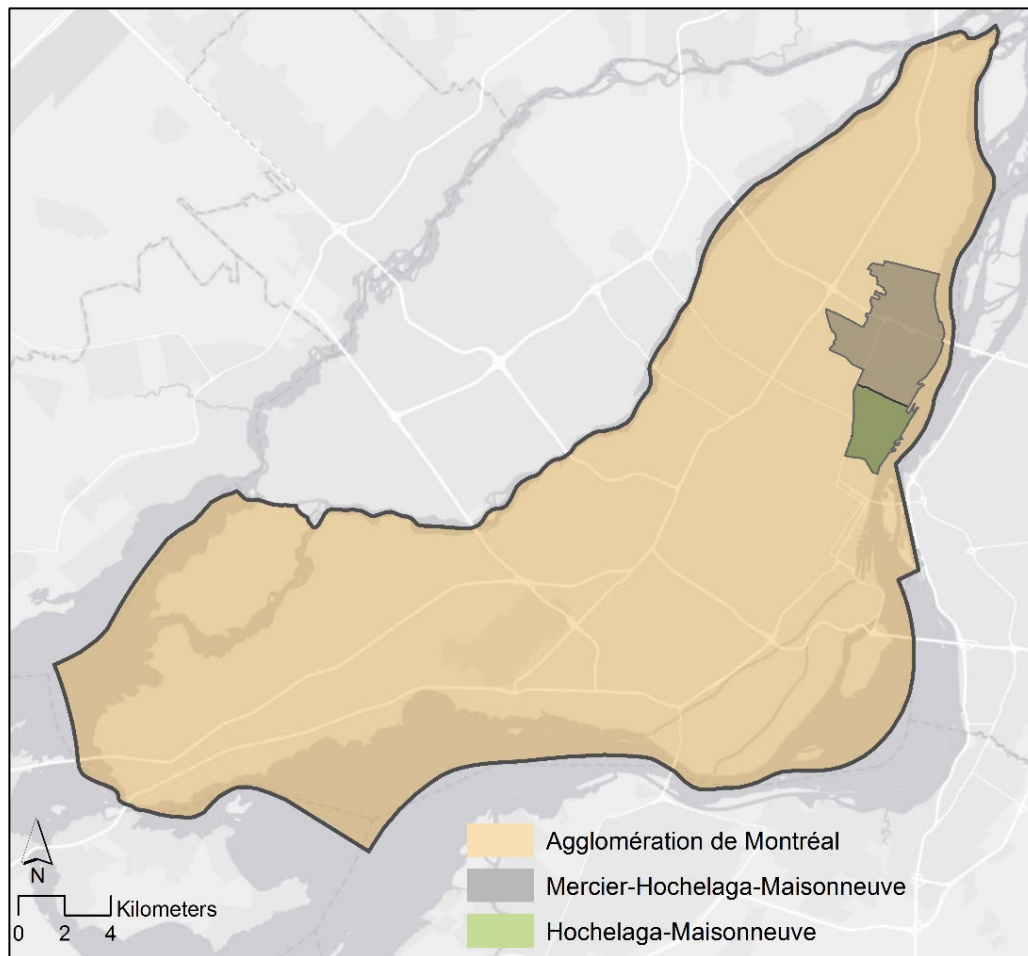 Agglomération de Montréal
Mercier-Hochelaga-Maisonneuve
Hochelaga-Maisonneuve
N
Kilometers
0 2 4